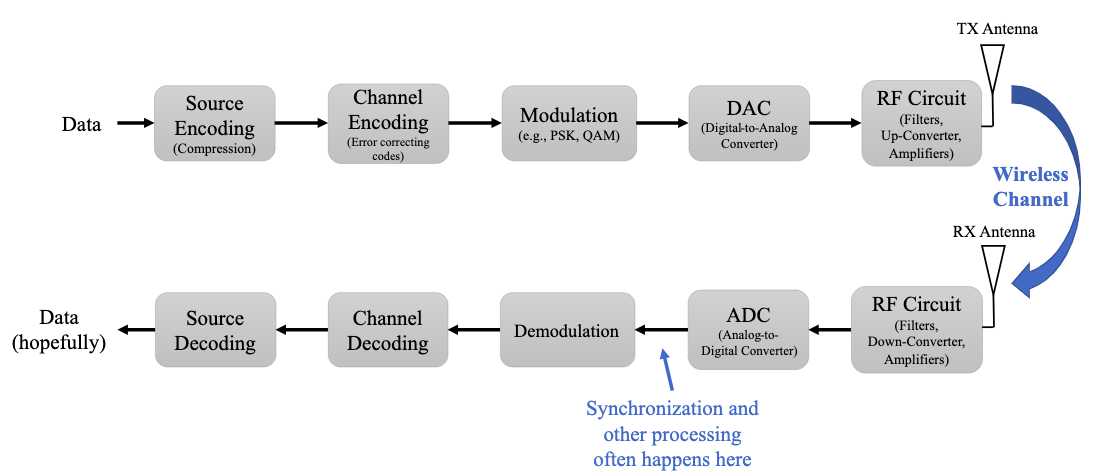 TX Antenna
Data
Source
Encoding
(Compression)
Channel
Encoding
(Error correcting
codes)
Modulation
(e.g., PSK, QAM)
DAC
(Digital-to-Analog
Converter)
RF Circuit
(Filters,
Up-Converter,
Amplifiers)
Wireless
Channel
RX Antenna
RF Circuit
(Filters,
Down-Converter,
Amplifiers)
ADC
(Analog-to-
Digital Converter)
Synchronization and
other processing
often happens here
Demodulation
Channel
Decoding
Source
Decoding
Data
(hopefully)